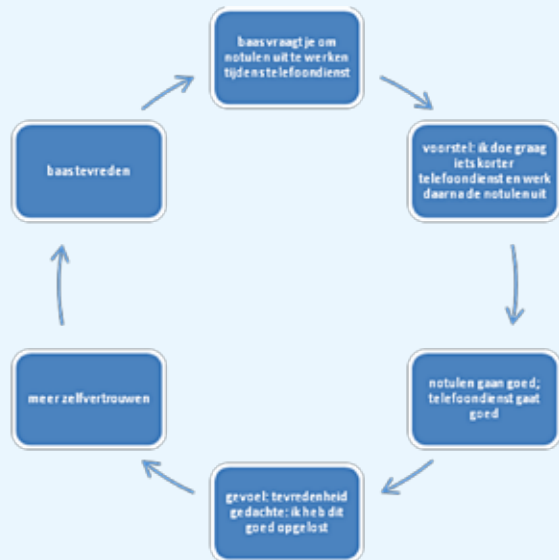 baas vraagt je om
notulen uit te werken
tijdens telefoondienst
voorstel: ik doe graag
iets korter
telefoondienst en werk
daarna de notulen uit
notulen gaan goed;
telefoondienst gaat
goed
gevoel: tevredenheid
gedachte: ik heb dit
goed opgelost
meer zelfvertrouwen
baas tevreden